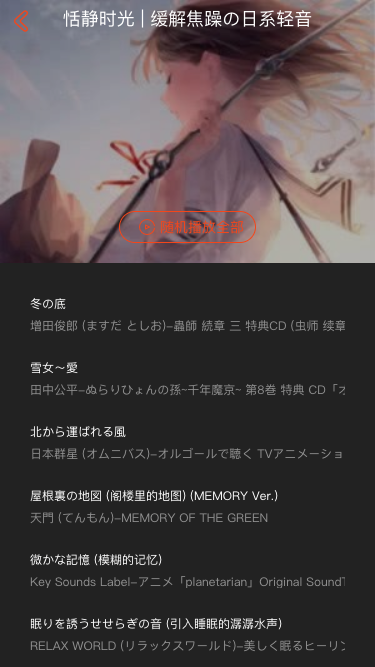 恬静时光 | 缓解焦躁の日系轻音
随机播放全部
冬の底
増田俊郎 (ますだ としお)-蟲師 続章 三 特典CD (虫师 续章
雪女〜愛
田中公平-ぬらりひょんの孫~千年魔京~ 第8巻 特典 CD「オ
北から運ばれる風
日本群星 (オムニバス)-オルゴールで聴く TVアニメーショ
屋根裏の地図 (阁楼里的地图) (MEMORY Ver.)
天門 (てんもん)-MEMORY OF THE GREEN
微かな記憶 (模糊的记忆)
Key Sounds Label-アニメ「planetarian」Original Sound
眠りを誘うせせらぎの音 (引入睡眠的潺潺水声)
RELAX WORLD (リラックスワールド)-美しく眠るヒーリン